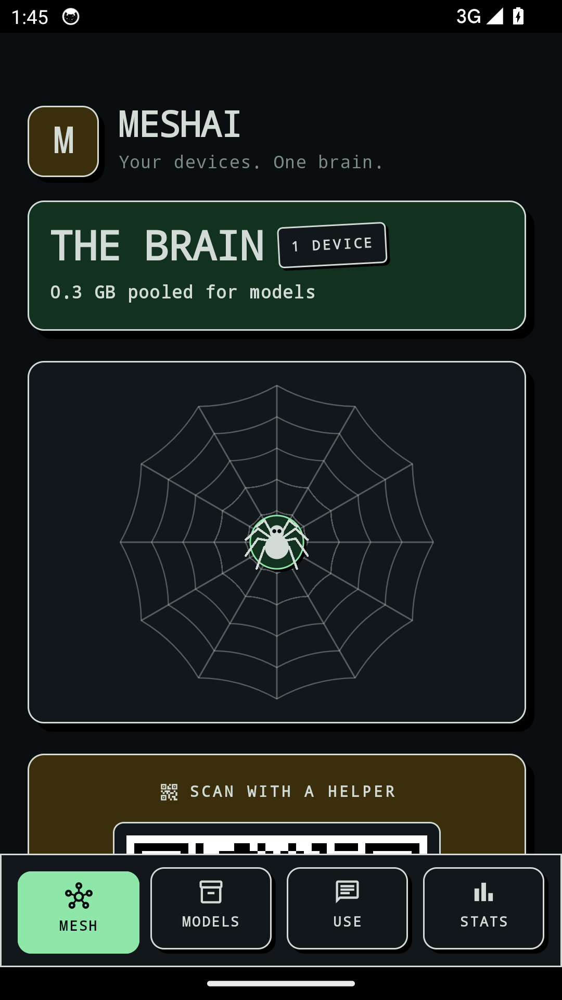 1:45
3G
M
MESHAI
Your devices. One brain.
THE BRAIN
1 DEVICE
0.3 GB pooled for models
SCAN WITH A HELPER
MESH
MODELS
USE
STATS